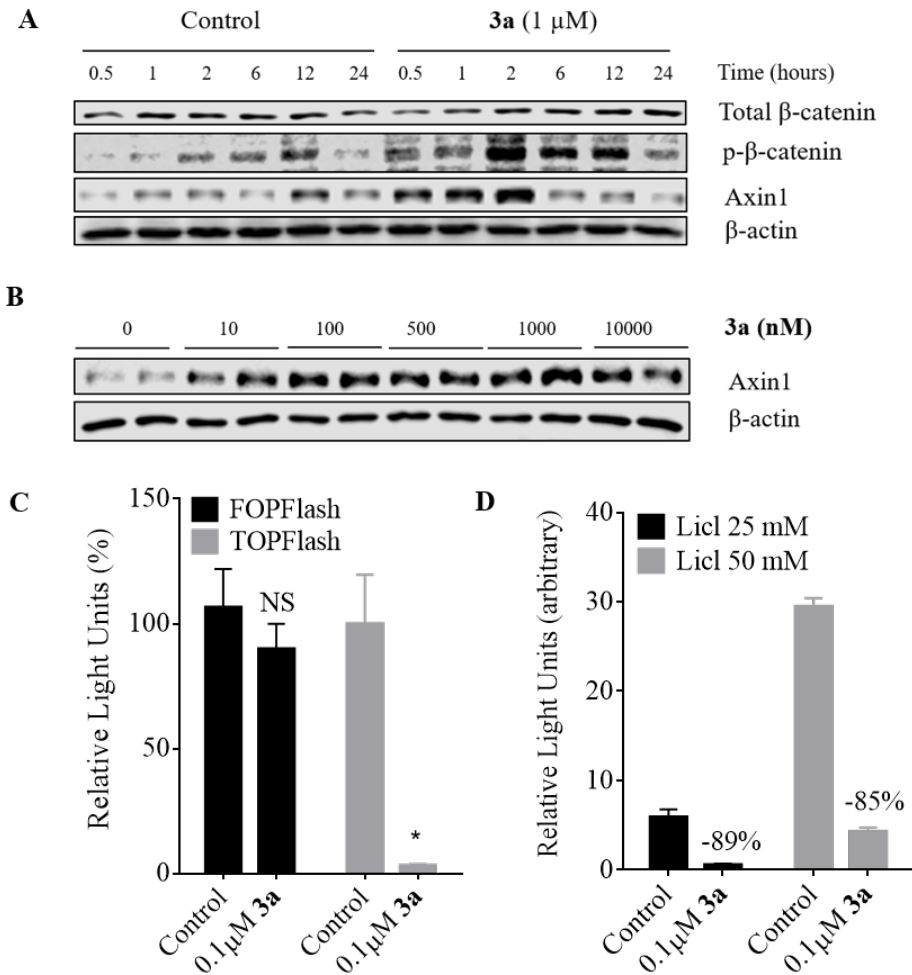 A
Control 3a (1 µM)
0.5 1 2 6 12 24 0.5 1 2 6 12 24 Time (hours)
Total β-catenin
p-β-catenin
Axin1
β-actin
B
0 10 100 500 1000 10000 3a (nM)
Axin1
β-actin
C
Relative Light Units (%)
150
100
50
0
FOPFlash
TOPFlash
NS
*
Control
0.1µM 3a
Control
0.1µM 3a
D
Relative Light Units (arbitrary)
40
30
20
10
0
Licl 25 mM
Licl 50 mM
-89%
-85%
Control
0.1µM 3a
Control
0.1µM 3a